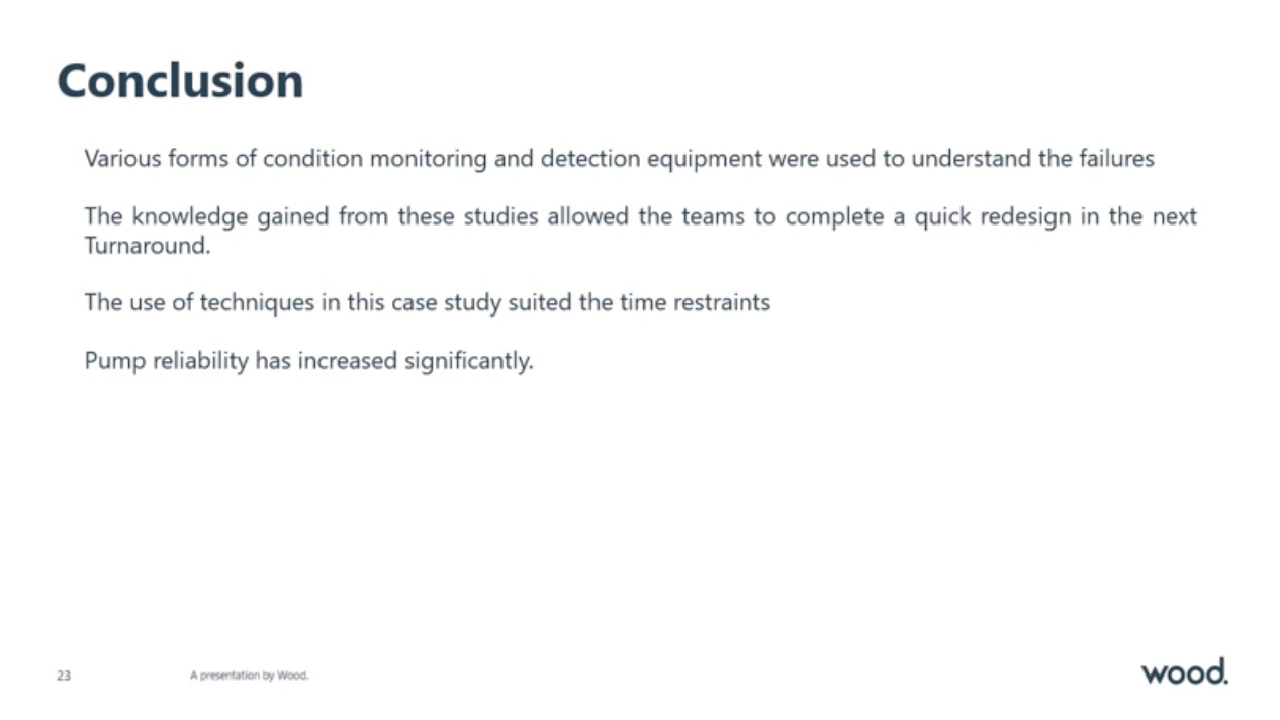 Conclusion
Various forms of condition monitoring and detection equipment were used to understand the failures
The knowledge gained from these studies allowed the teams to complete a quick redesign in the next
Turnaround.
The use of techniques in this case study suited the time restraints
Pump reliability has increased significantly.
23
A presentation by Wood.
wood.